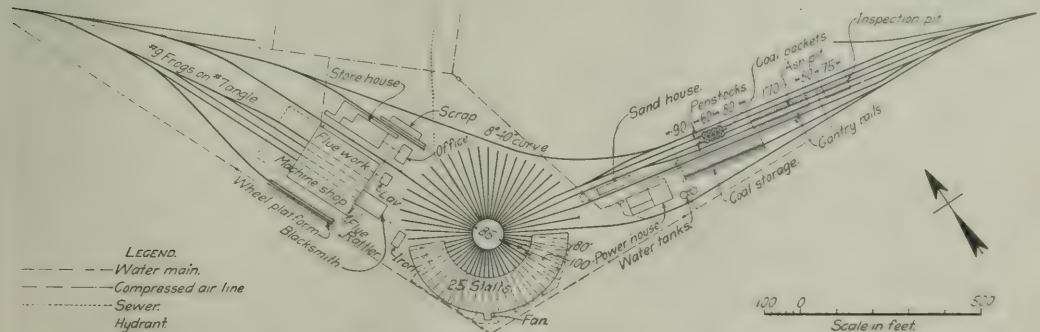 #9 Frogs on #7 angle
Store house
Scrap
8°40' curve
Office
Flue work
Machine shop
Lav
Wheel platform
Flue
Rattler
Blacksmith
Iron
85'
25 Stalls
80'
100'
Fan
Sand house
Penstocks
Coal pockets
Ash pit
Inspection pit
-90'-60'-80'-
170'
-50'-75'-
Gantry rails
Coal storage.
Power house
Water tanks
LEGEND.
Water main.
Compressed air line
Sewer.
Hydrant.
100 0 500
Scale in feet.